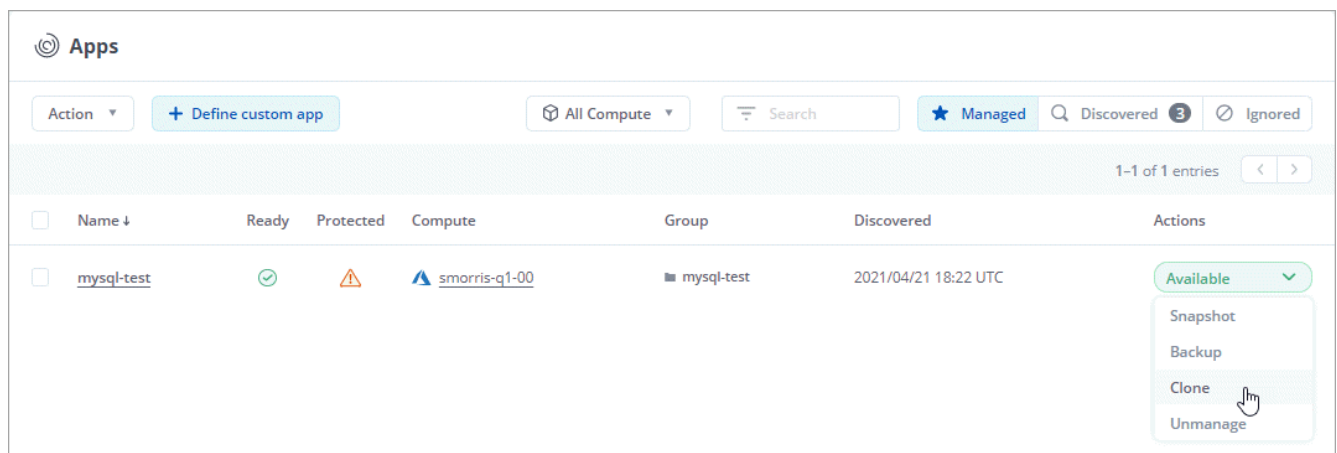 Apps
Action + Define custom app All Compute Search Managed Discovered 3 Ignored
1–1 of 1 entries < >
Name ↓ Ready Protected Compute Group Discovered Actions
mysql-test smorris-q1-00 mysql-test 2021/04/21 18:22 UTC Available
Snapshot
Backup
Clone
Unmanage